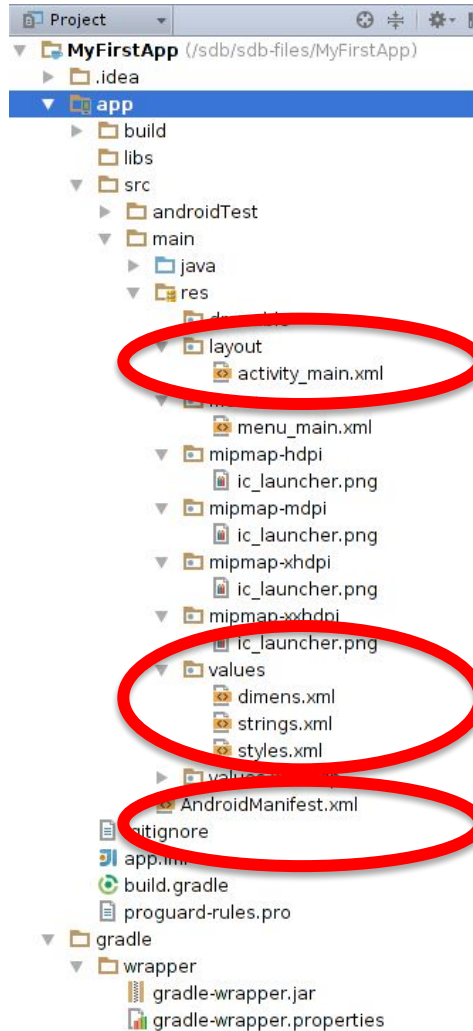 Project
MyFirstApp (/sdb/sdb-files/MyFirstApp)
.idea
app
build
libs
src
androidTest
main
java
res
layout
activity_main.xml
menu_main.xml
mipmap-hdpi
ic_launcher.png
mipmap-mdpi
ic_launcher.png
mipmap-xhdpi
ic_launcher.png
mipmap-xxhdpi
ic_launcher.png
values
dimens.xml
strings.xml
styles.xml
AndroidManifest.xml
build.gradle
proguard-rules.pro
gradle
wrapper
gradle-wrapper.jar
gradle-wrapper.properties